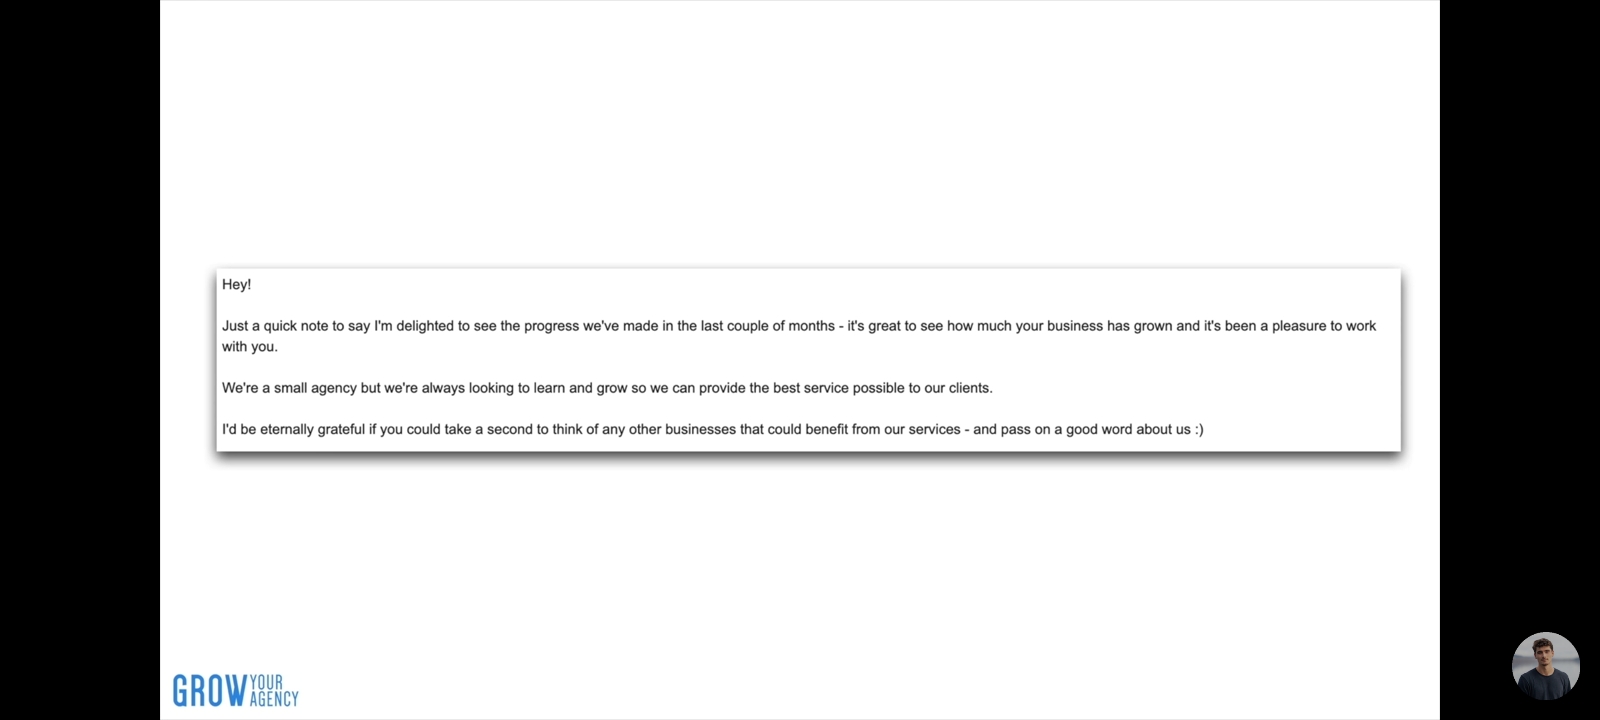 Hey!
Just a quick note to say I'm delighted to see the progress we've made in the last couple of months - it's great to see how much your business has grown and it's been a pleasure to work
with you.
We're a small agency but we're always looking to learn and grow so we can provide the best service possible to our clients.
I'd be eternally grateful if you could take a second to think of any other businesses that could benefit from our services - and pass on a good word about us :)
GROW YOUR
AGENCY